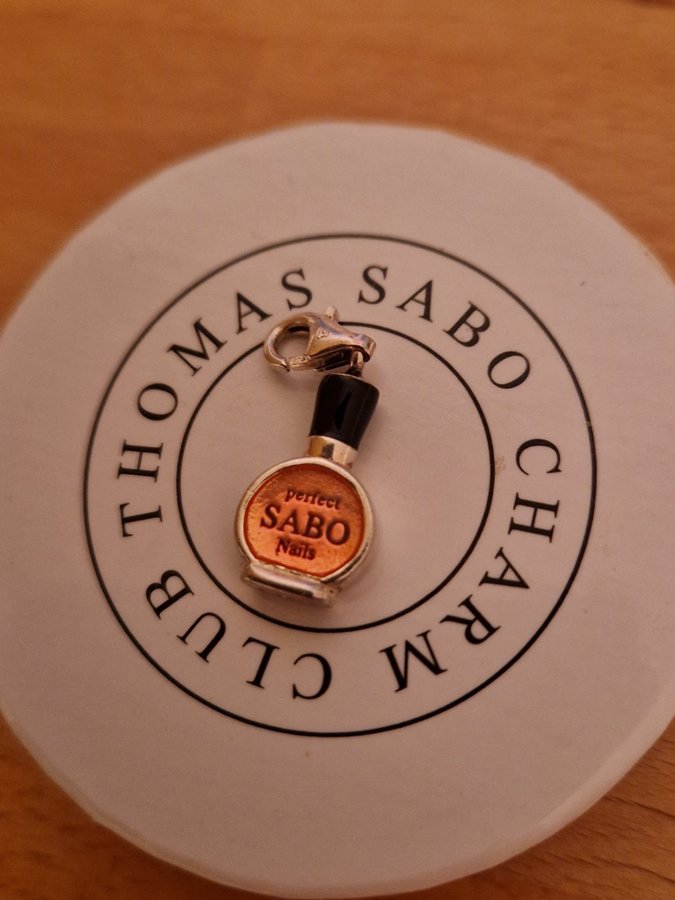 THOMAS SABO CHARM CLUB
perfect
SABO
Nails